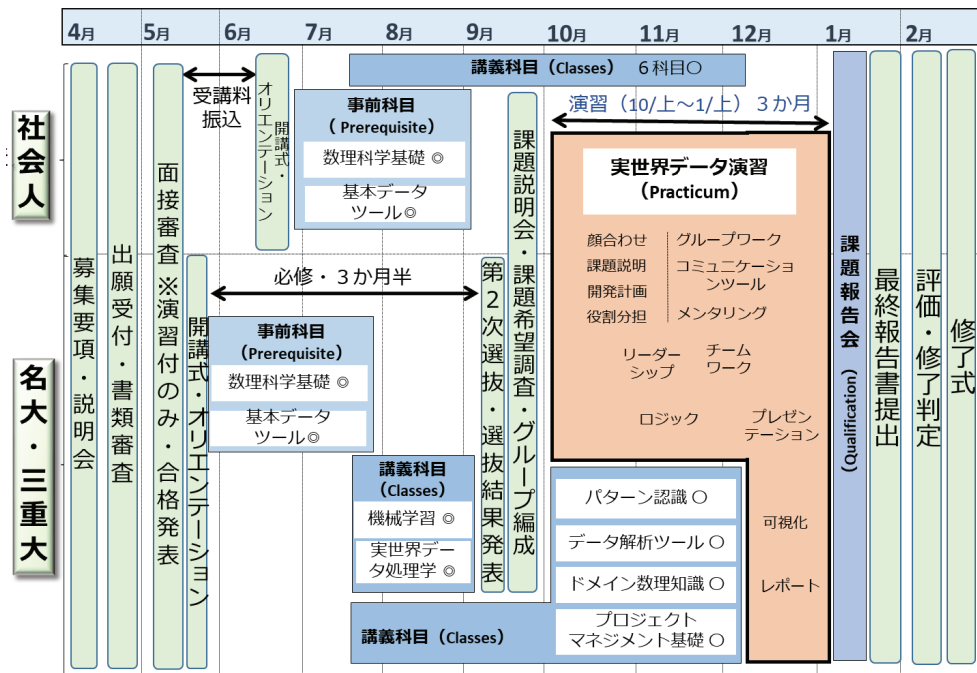 4月 5月 6月 7月 8月 9月 10月 11月 12月 1月 2月
社会人
名大・三重大
募集要項・説明会
出願受付・書類審査
面接審査※演習付のみ・合格発表
受講料
振込
開講式・
オリエンテーション
開講式・オリエンテーション
講義科目(Classes) 6科目〇
事前科目
(Prerequisite)
数理科学基礎 ◎
基本データ
ツール◎
必修・3か月半
事前科目
(Prerequisite)
数理科学基礎 ◎
基本データ
ツール◎
講義科目
(Classes)
機械学習 ◎
実世界デー
タ処理学 ◎
第2次選抜・選抜結果発表
課題説明会・課題希望調査・グループ編成
演習(10/上~1/上)3か月
実世界データ演習
(Practicum)
顔合わせ
課題説明
開発計画
役割分担
グループワーク
コミュニケーショ
ンツール
メンタリング
リーダー
シップ
チーム
ワーク
ロジック
プレゼン
テーション
可視化
レポート
パターン認識 〇
データ解析ツール 〇
ドメイン数理知識 〇
プロジェクト
マネジメント基礎 〇
講義科目(Classes)
課題報告会(Qualification)
最終報告書提出
評価・修了判定
修了式